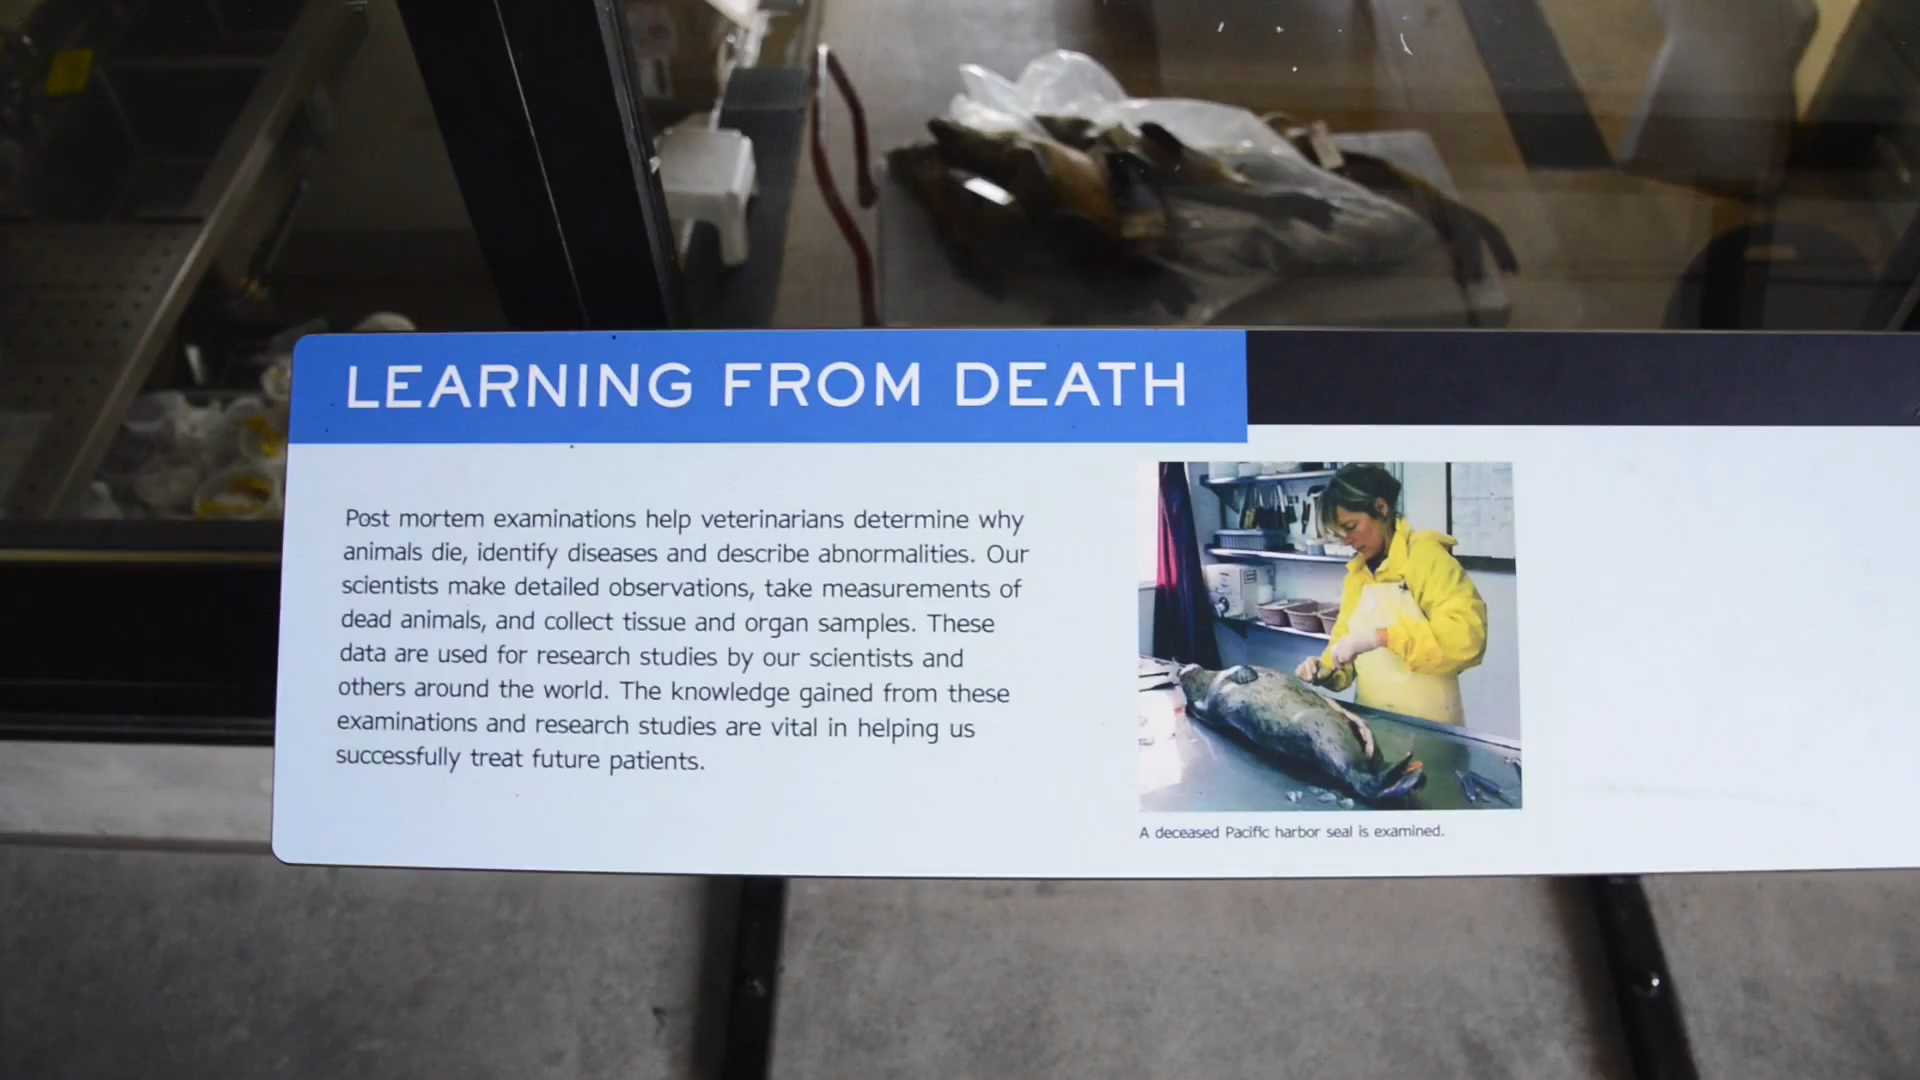 LEARNING FROM DEATH
Post mortem examinations help veterinarians determine why
animals die, identify diseases and describe abnormalities. Our
scientists make detailed observations, take measurements of
dead animals, and collect tissue and organ samples. These
data are used for research studies by our scientists and
others around the world. The knowledge gained from these
examinations and research studies are vital in helping us
successfully treat future patients.
A deceased Pacific harbor seal is examined.